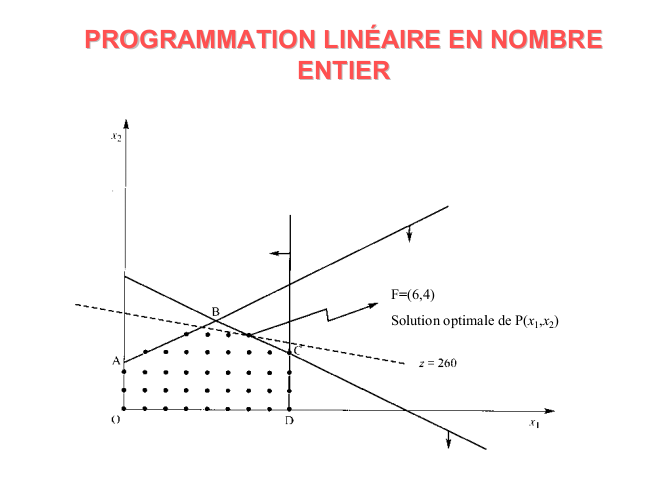 PROGRAMMATION LINÉAIRE EN NOMBRE
ENTIER
x₂
F=(6,4)
B
Solution optimale de P(x₁,x₂)
C
A
z = 260
O
D
x₁